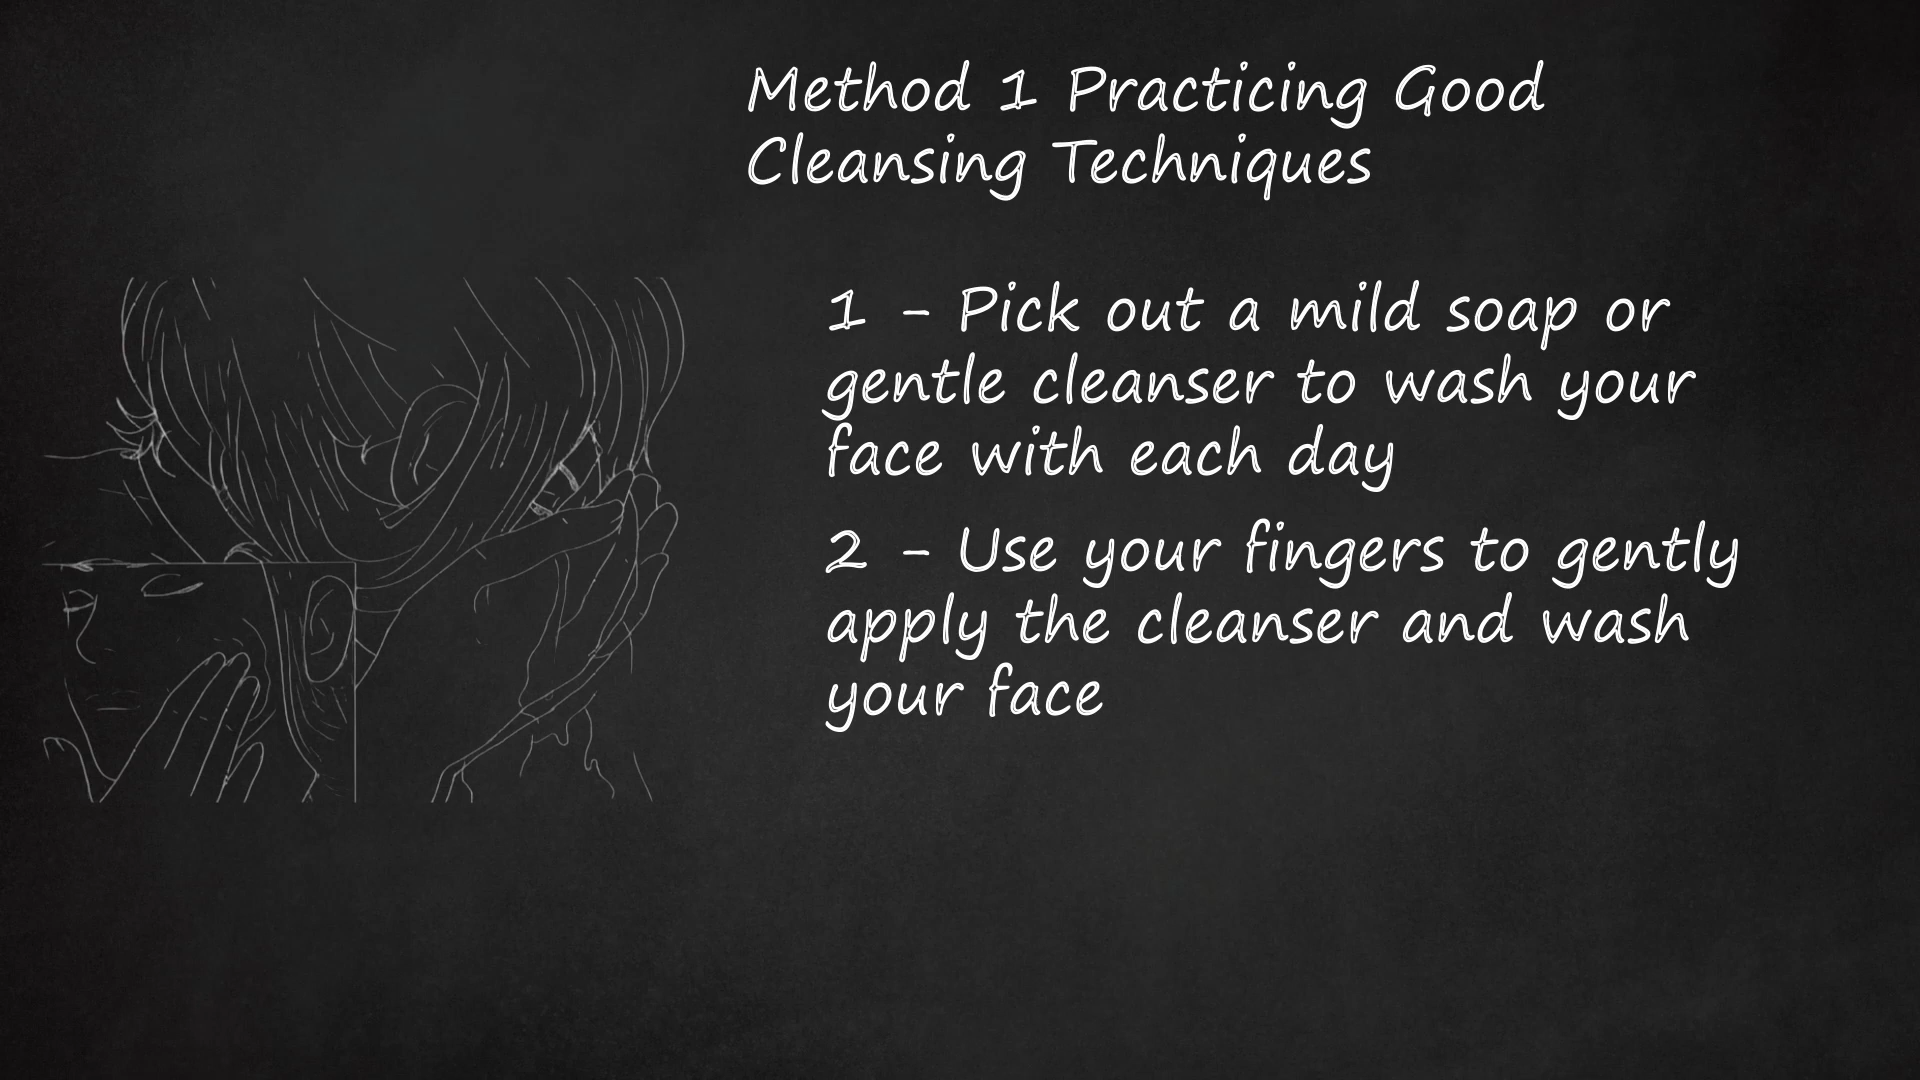 Method 1 Practicing Good
Cleansing Techniques
1 - Pick out a mild soap or
gentle cleanser to wash your
face with each day
2 - Use your fingers to gently
apply the cleanser and wash
your face